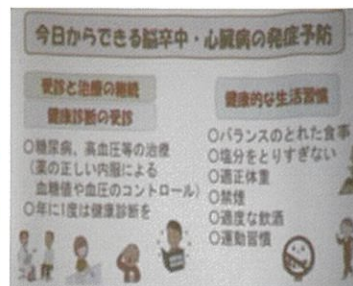 今日からできる脳卒中・心臓病の発症予防
受診と治療の継続
健康診断の受診
○糖尿病、高血圧等の治療
（薬の正しい内服による
血糖値や血圧のコントロール）
○年に1度は健康診断を
健康的な生活習慣
○バランスのとれた食事
○塩分をとりすぎない
○適正体重
○禁煙
○適度な飲酒
○運動習慣